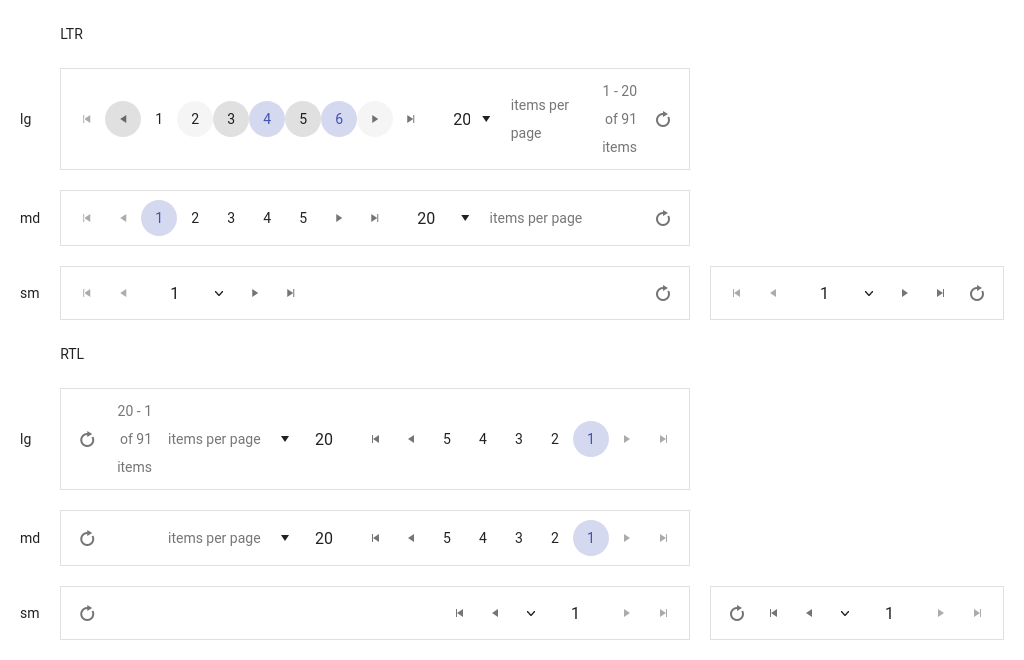 LTR
lg 1 2 3 4 5 6 20 items per page 1 - 20 of 91 items
md 1 2 3 4 5 20 items per page
sm 1 1
RTL
lg 20 - 1 of 91 items items per page 20 5 4 3 2 1
md items per page 20 5 4 3 2 1
sm 1 1